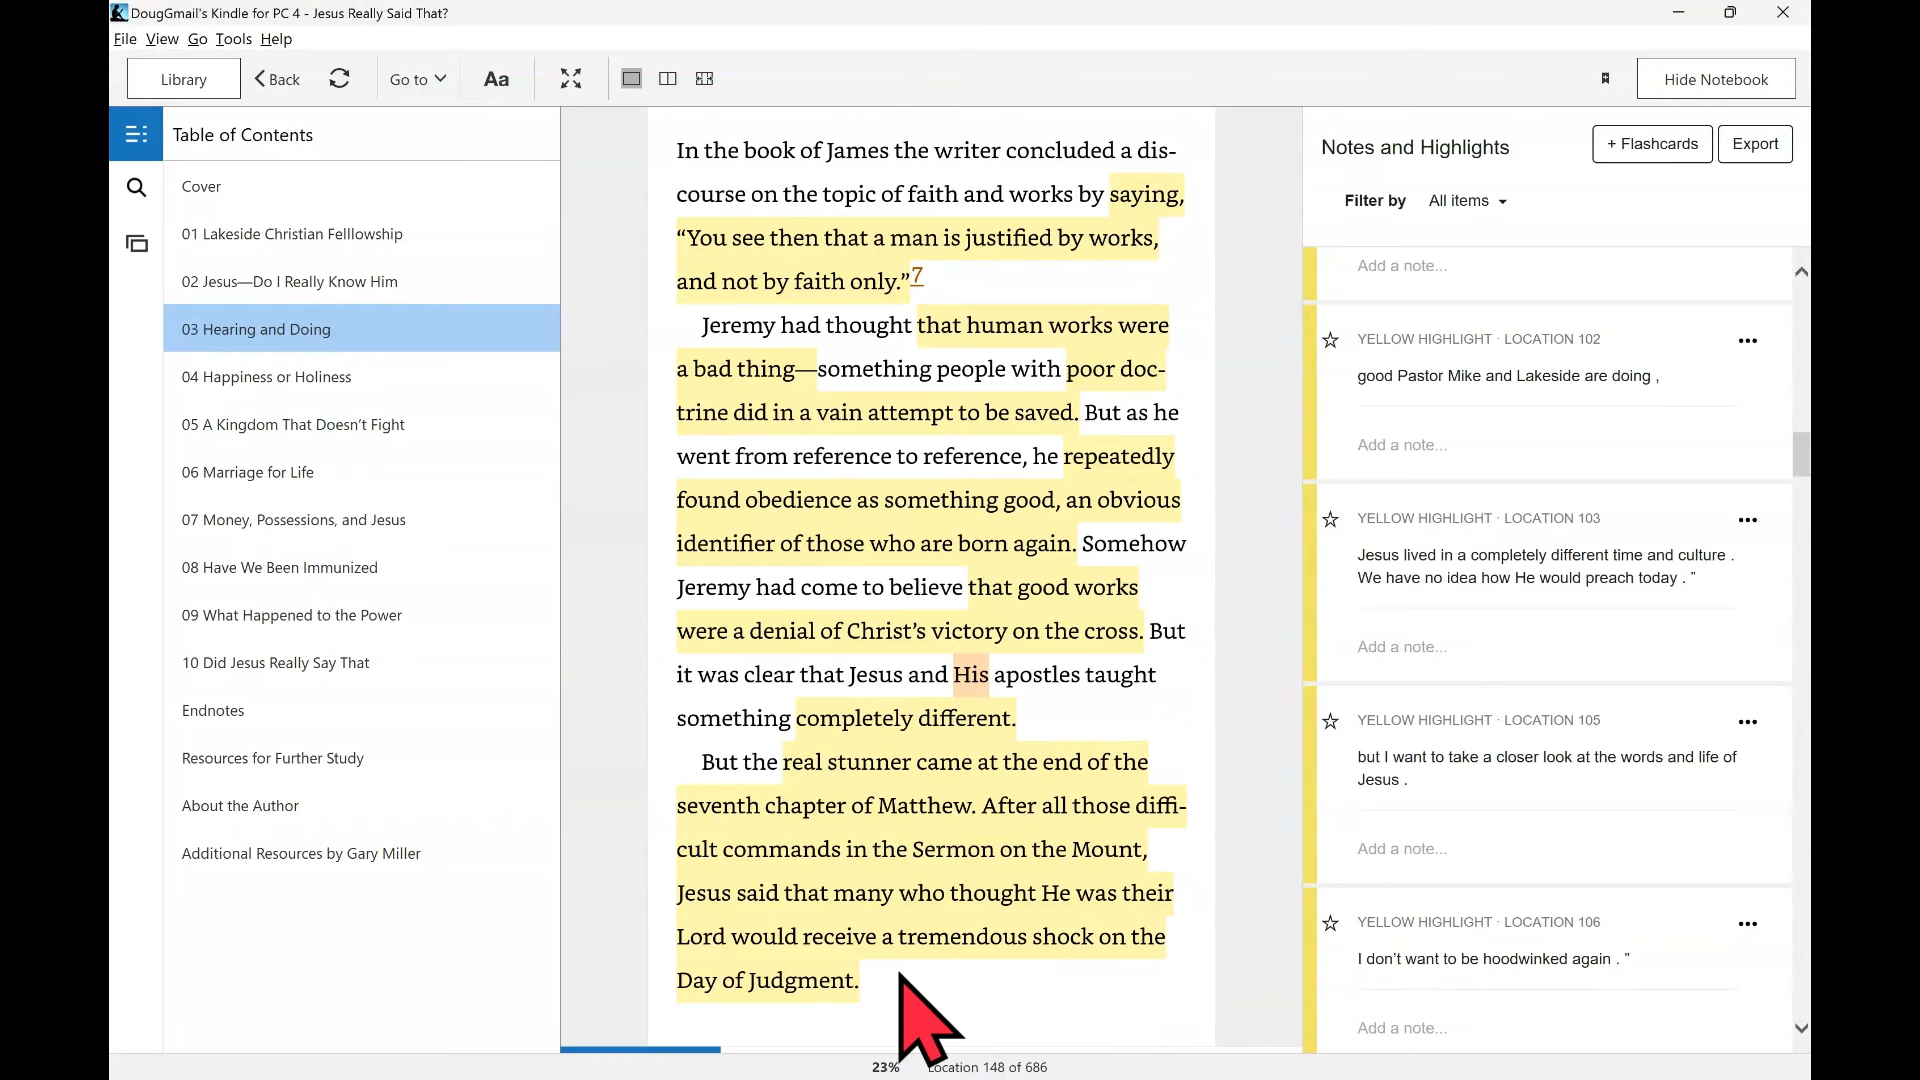 DougGmail's Kindle for PC 4 - Jesus Really Said That?
File View Go Tools Help
Library
Back
Go to
Aa
Hide Notebook
Table of Contents
Cover
01 Lakeside Christian Felllowship
02 Jesus—Do I Really Know Him
03 Hearing and Doing
04 Happiness or Holiness
05 A Kingdom That Doesn't Fight
06 Marriage for Life
07 Money, Possessions, and Jesus
08 Have We Been Immunized
09 What Happened to the Power
10 Did Jesus Really Say That
Endnotes
Resources for Further Study
About the Author
Additional Resources by Gary Miller
In the book of James the writer concluded a dis-
course on the topic of faith and works by saying,
“You see then that a man is justified by works,
and not by faith only.”7
Jeremy had thought that human works were
a bad thing—something people with poor doc-
trine did in a vain attempt to be saved. But as he
went from reference to reference, he repeatedly
found obedience as something good, an obvious
identifier of those who are born again. Somehow
Jeremy had come to believe that good works
were a denial of Christ’s victory on the cross. But
it was clear that Jesus and His apostles taught
something completely different.
But the real stunner came at the end of the
seventh chapter of Matthew. After all those diffi-
cult commands in the Sermon on the Mount,
Jesus said that many who thought He was their
Lord would receive a tremendous shock on the
Day of Judgment.
23% Location 148 of 686
Notes and Highlights
+ Flashcards
Export
Filter by All items
Add a note...
YELLOW HIGHLIGHT · LOCATION 102
good Pastor Mike and Lakeside are doing ,
Add a note...
YELLOW HIGHLIGHT · LOCATION 103
Jesus lived in a completely different time and culture .
We have no idea how He would preach today . ”
Add a note...
YELLOW HIGHLIGHT · LOCATION 105
but I want to take a closer look at the words and life of
Jesus .
Add a note...
YELLOW HIGHLIGHT · LOCATION 106
I don’t want to be hoodwinked again . ”
Add a note...